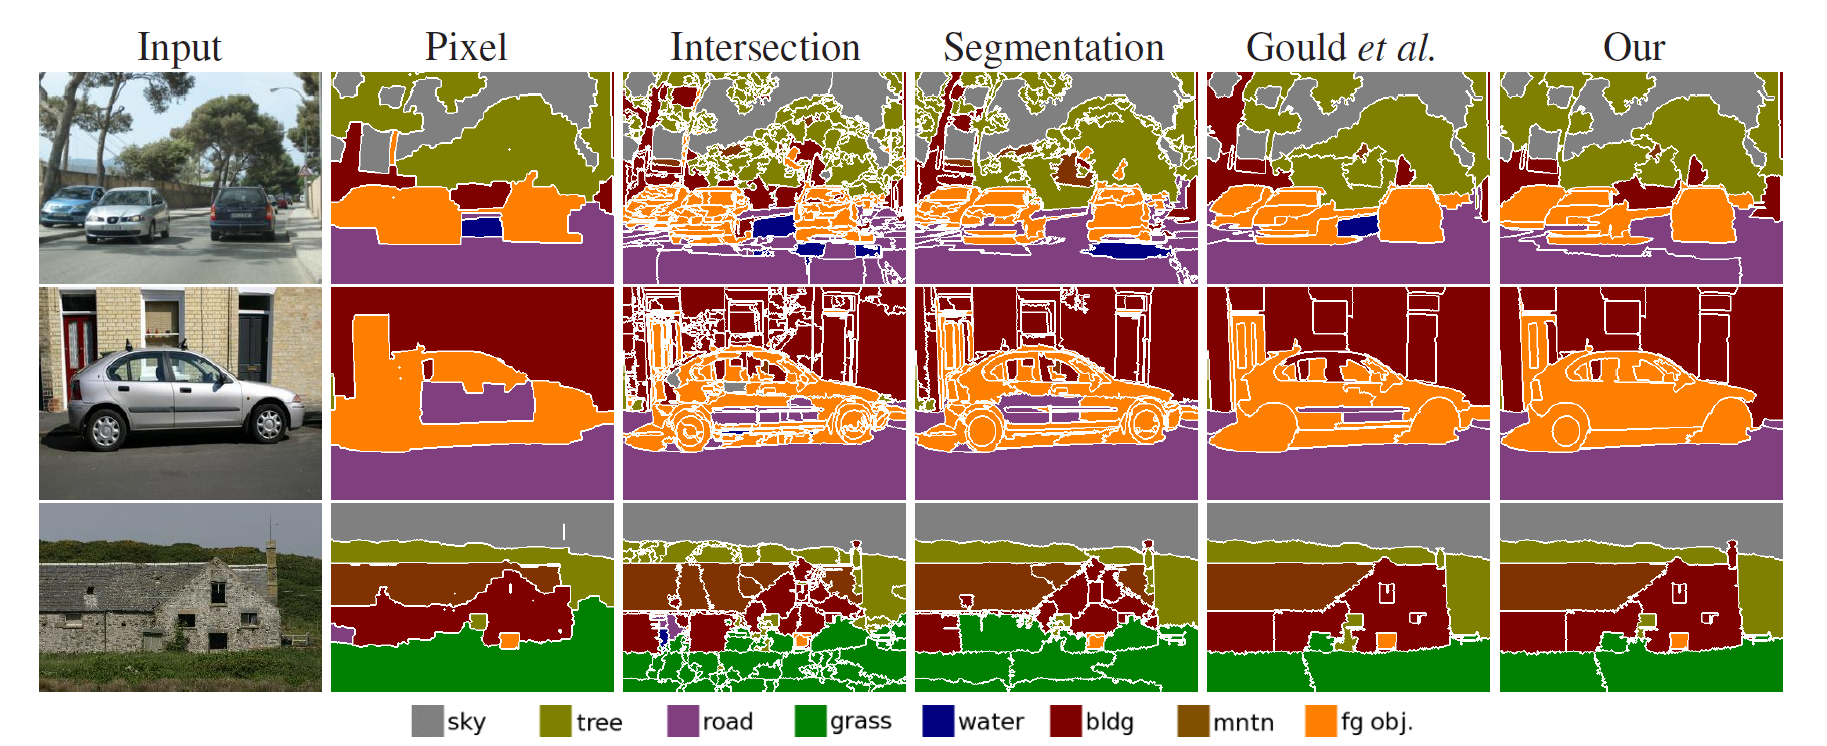 Input Pixel Intersection Segmentation Gould et al. Our
sky tree road grass water bldg mntn fg obj.